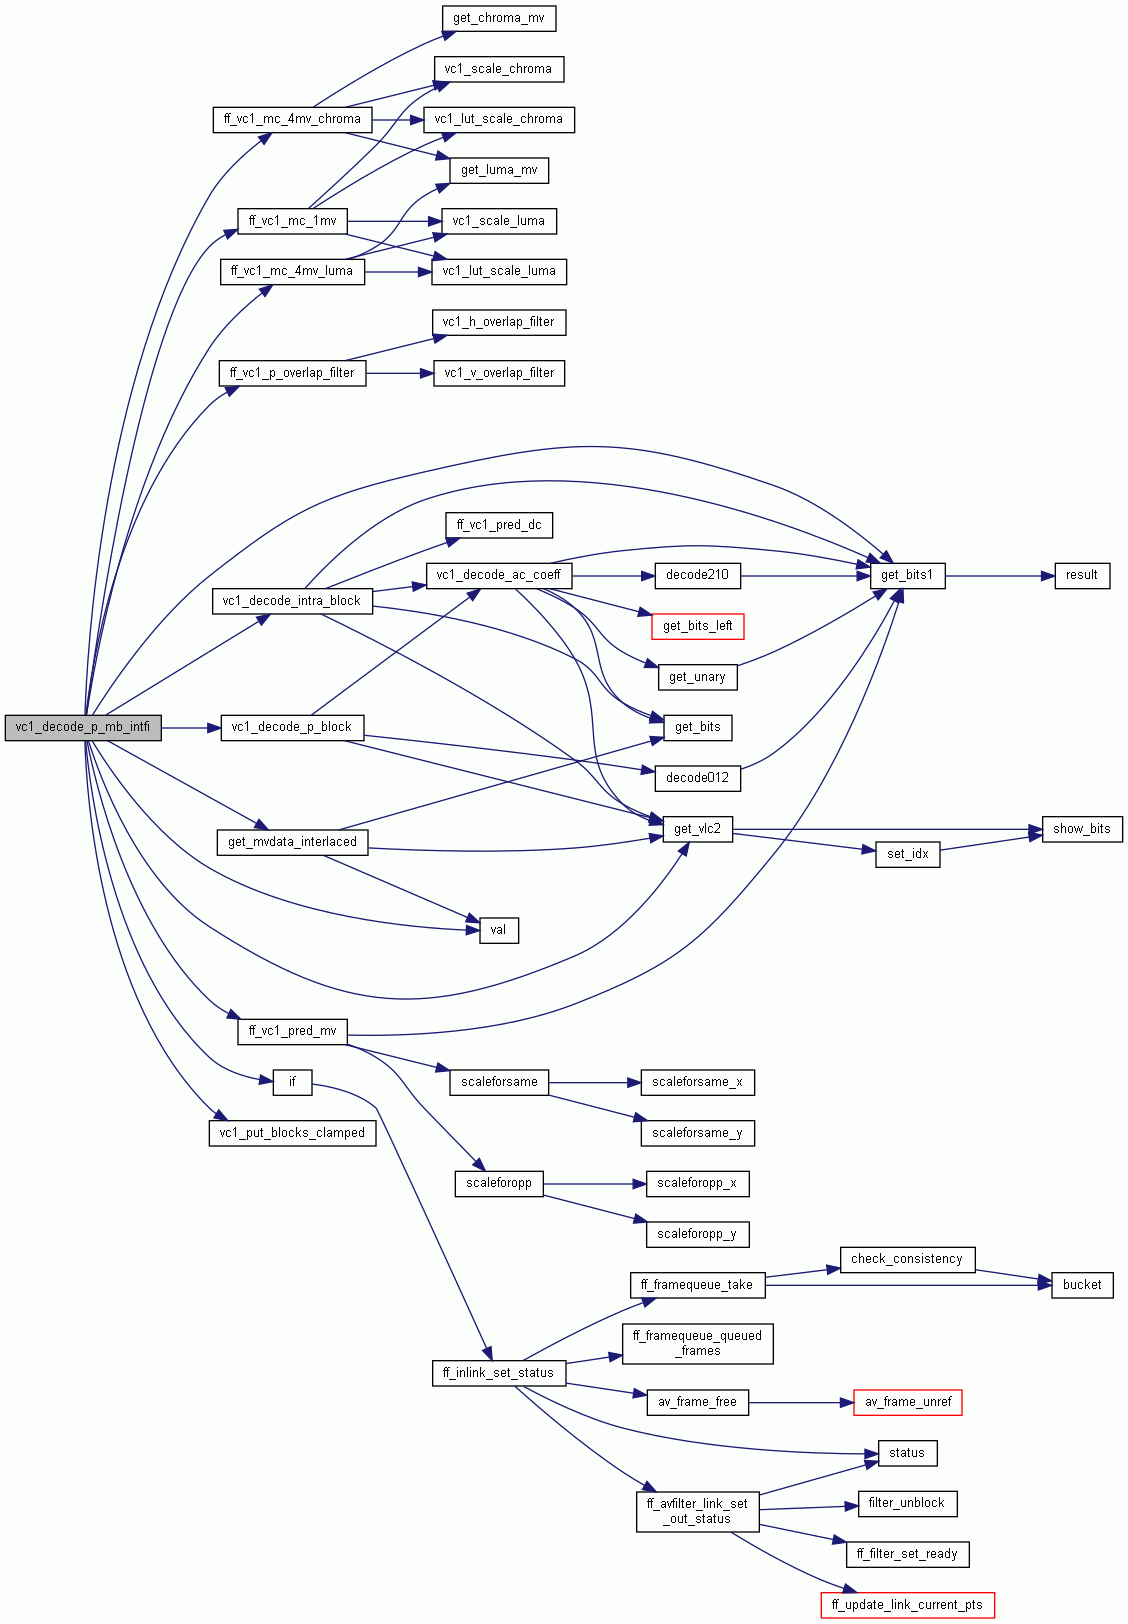 get_chroma_mv
vc1_scale_chroma
ff_vc1_mc_4mv_chroma
vc1_lut_scale_chroma
get_luma_mv
ff_vc1_mc_1mv
vc1_scale_luma
ff_vc1_mc_4mv_luma
vc1_lut_scale_luma
vc1_h_overlap_filter
ff_vc1_p_overlap_filter
vc1_v_overlap_filter
ff_vc1_pred_dc
vc1_decode_ac_coeff
decode210
get_bits1
result
vc1_decode_intra_block
get_bits_left
get_unary
vc1_decode_p_mb_intfi
vc1_decode_p_block
get_bits
decode012
get_mvdata_interlaced
get_vlc2
show_bits
set_idx
val
ff_vc1_pred_mv
if
scaleforsame
scaleforsame_x
vc1_put_blocks_clamped
scaleforsame_y
scaleforopp
scaleforopp_x
scaleforopp_y
check_consistency
ff_framequeue_take
bucket
ff_framequeue_queued
_frames
ff_inlink_set_status
av_frame_free
av_frame_unref
status
ff_avfilter_link_set
_out_status
filter_unblock
ff_filter_set_ready
ff_update_link_current_pts